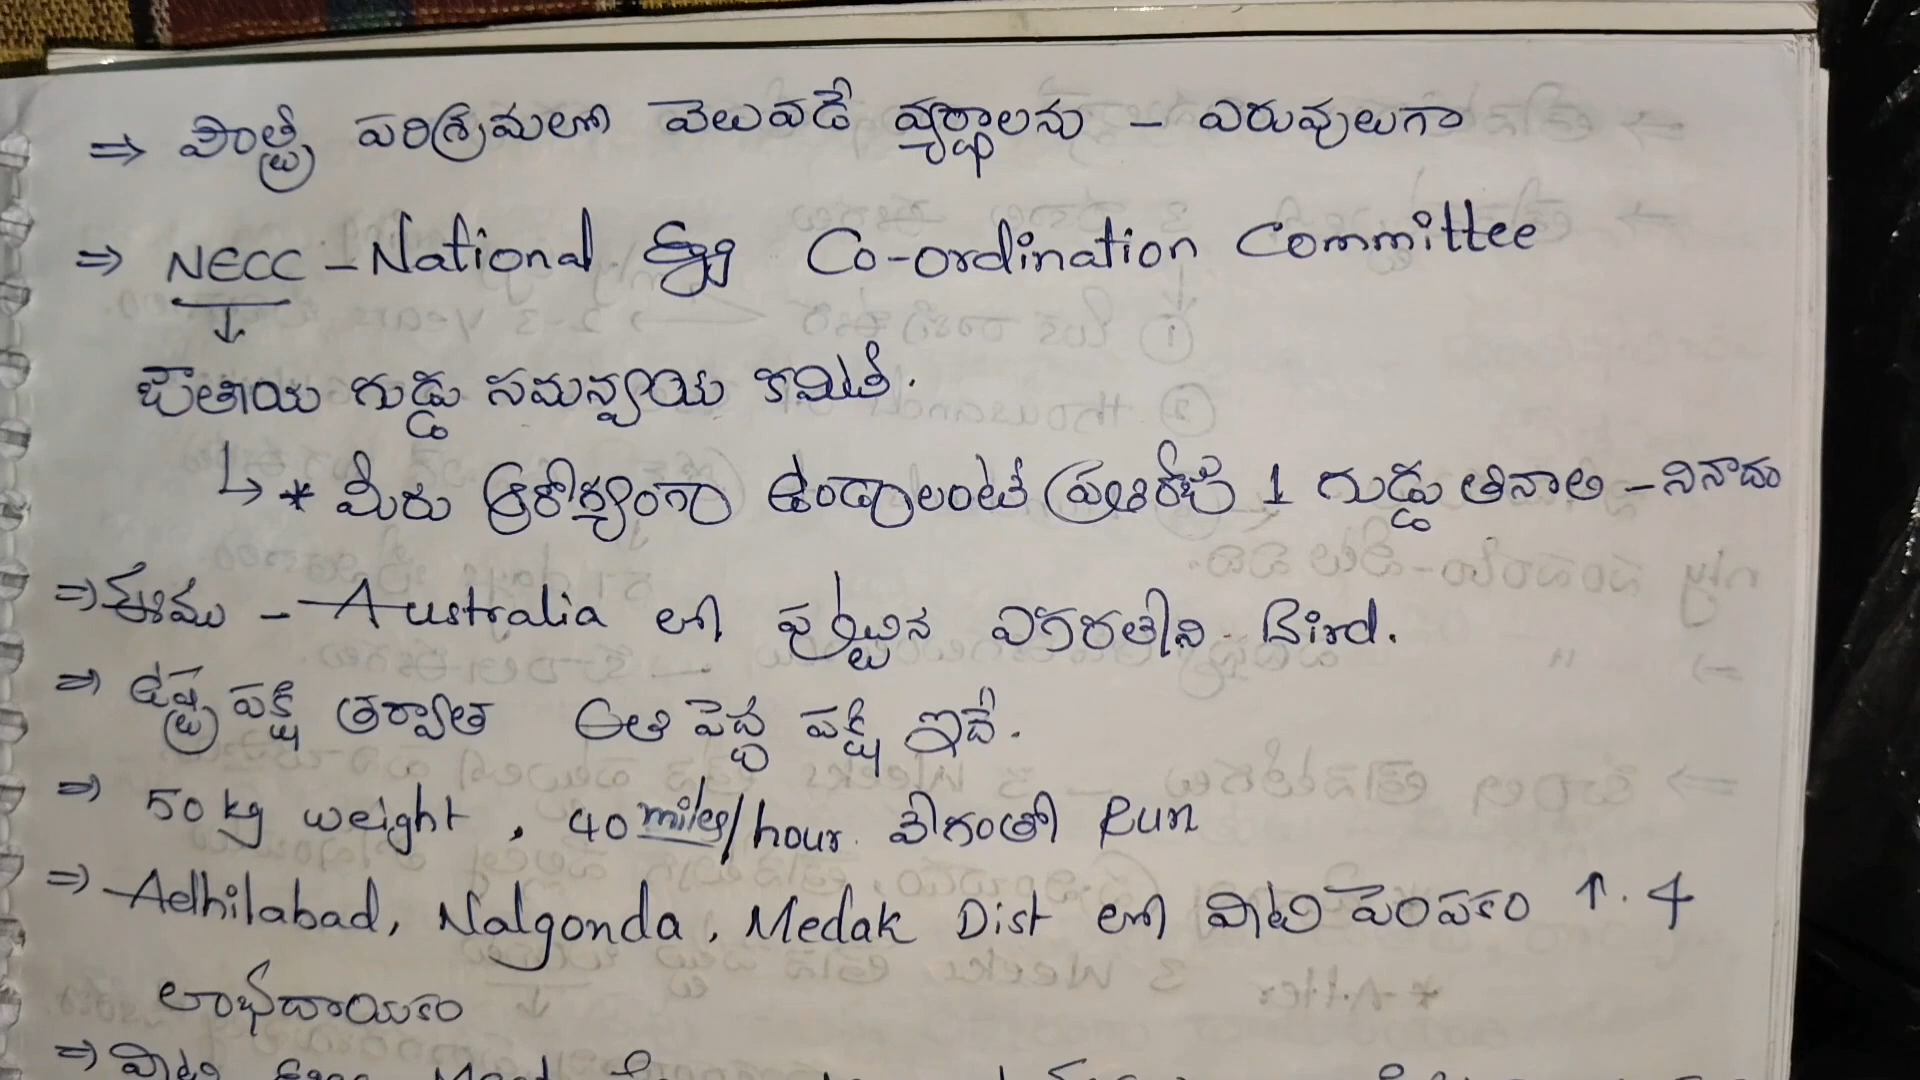 ⇒ పౌల్ట్రీ పరిశ్రమలో వెలువడే వ్యర్థాలను - ఎరువులుగా
⇒ NECC - National Egg Co-ordination Committee
↓
జాతీయ గుడ్డు సమన్వయ కమిటీ.
↳ * మీరు ఆరోగ్యంగా ఉండాలంటే ప్రతిరోజు 1 గుడ్డు తినాలి - నినాదం
⇒ ఈము - Australia లో పుట్టిన ఎగరలేని Bird.
⇒ ఉష్ట్ర పక్షి తర్వాత అతి పెద్ద పక్షి ఇదే.
⇒ 50 kg weight, 40 miles/hour వేగంతో Run
⇒ Adhilabad, Nalgonda, Medak Dist లో వీటి పెంపకం ↑. 4
లాభదాయకం
⇒ వీటి